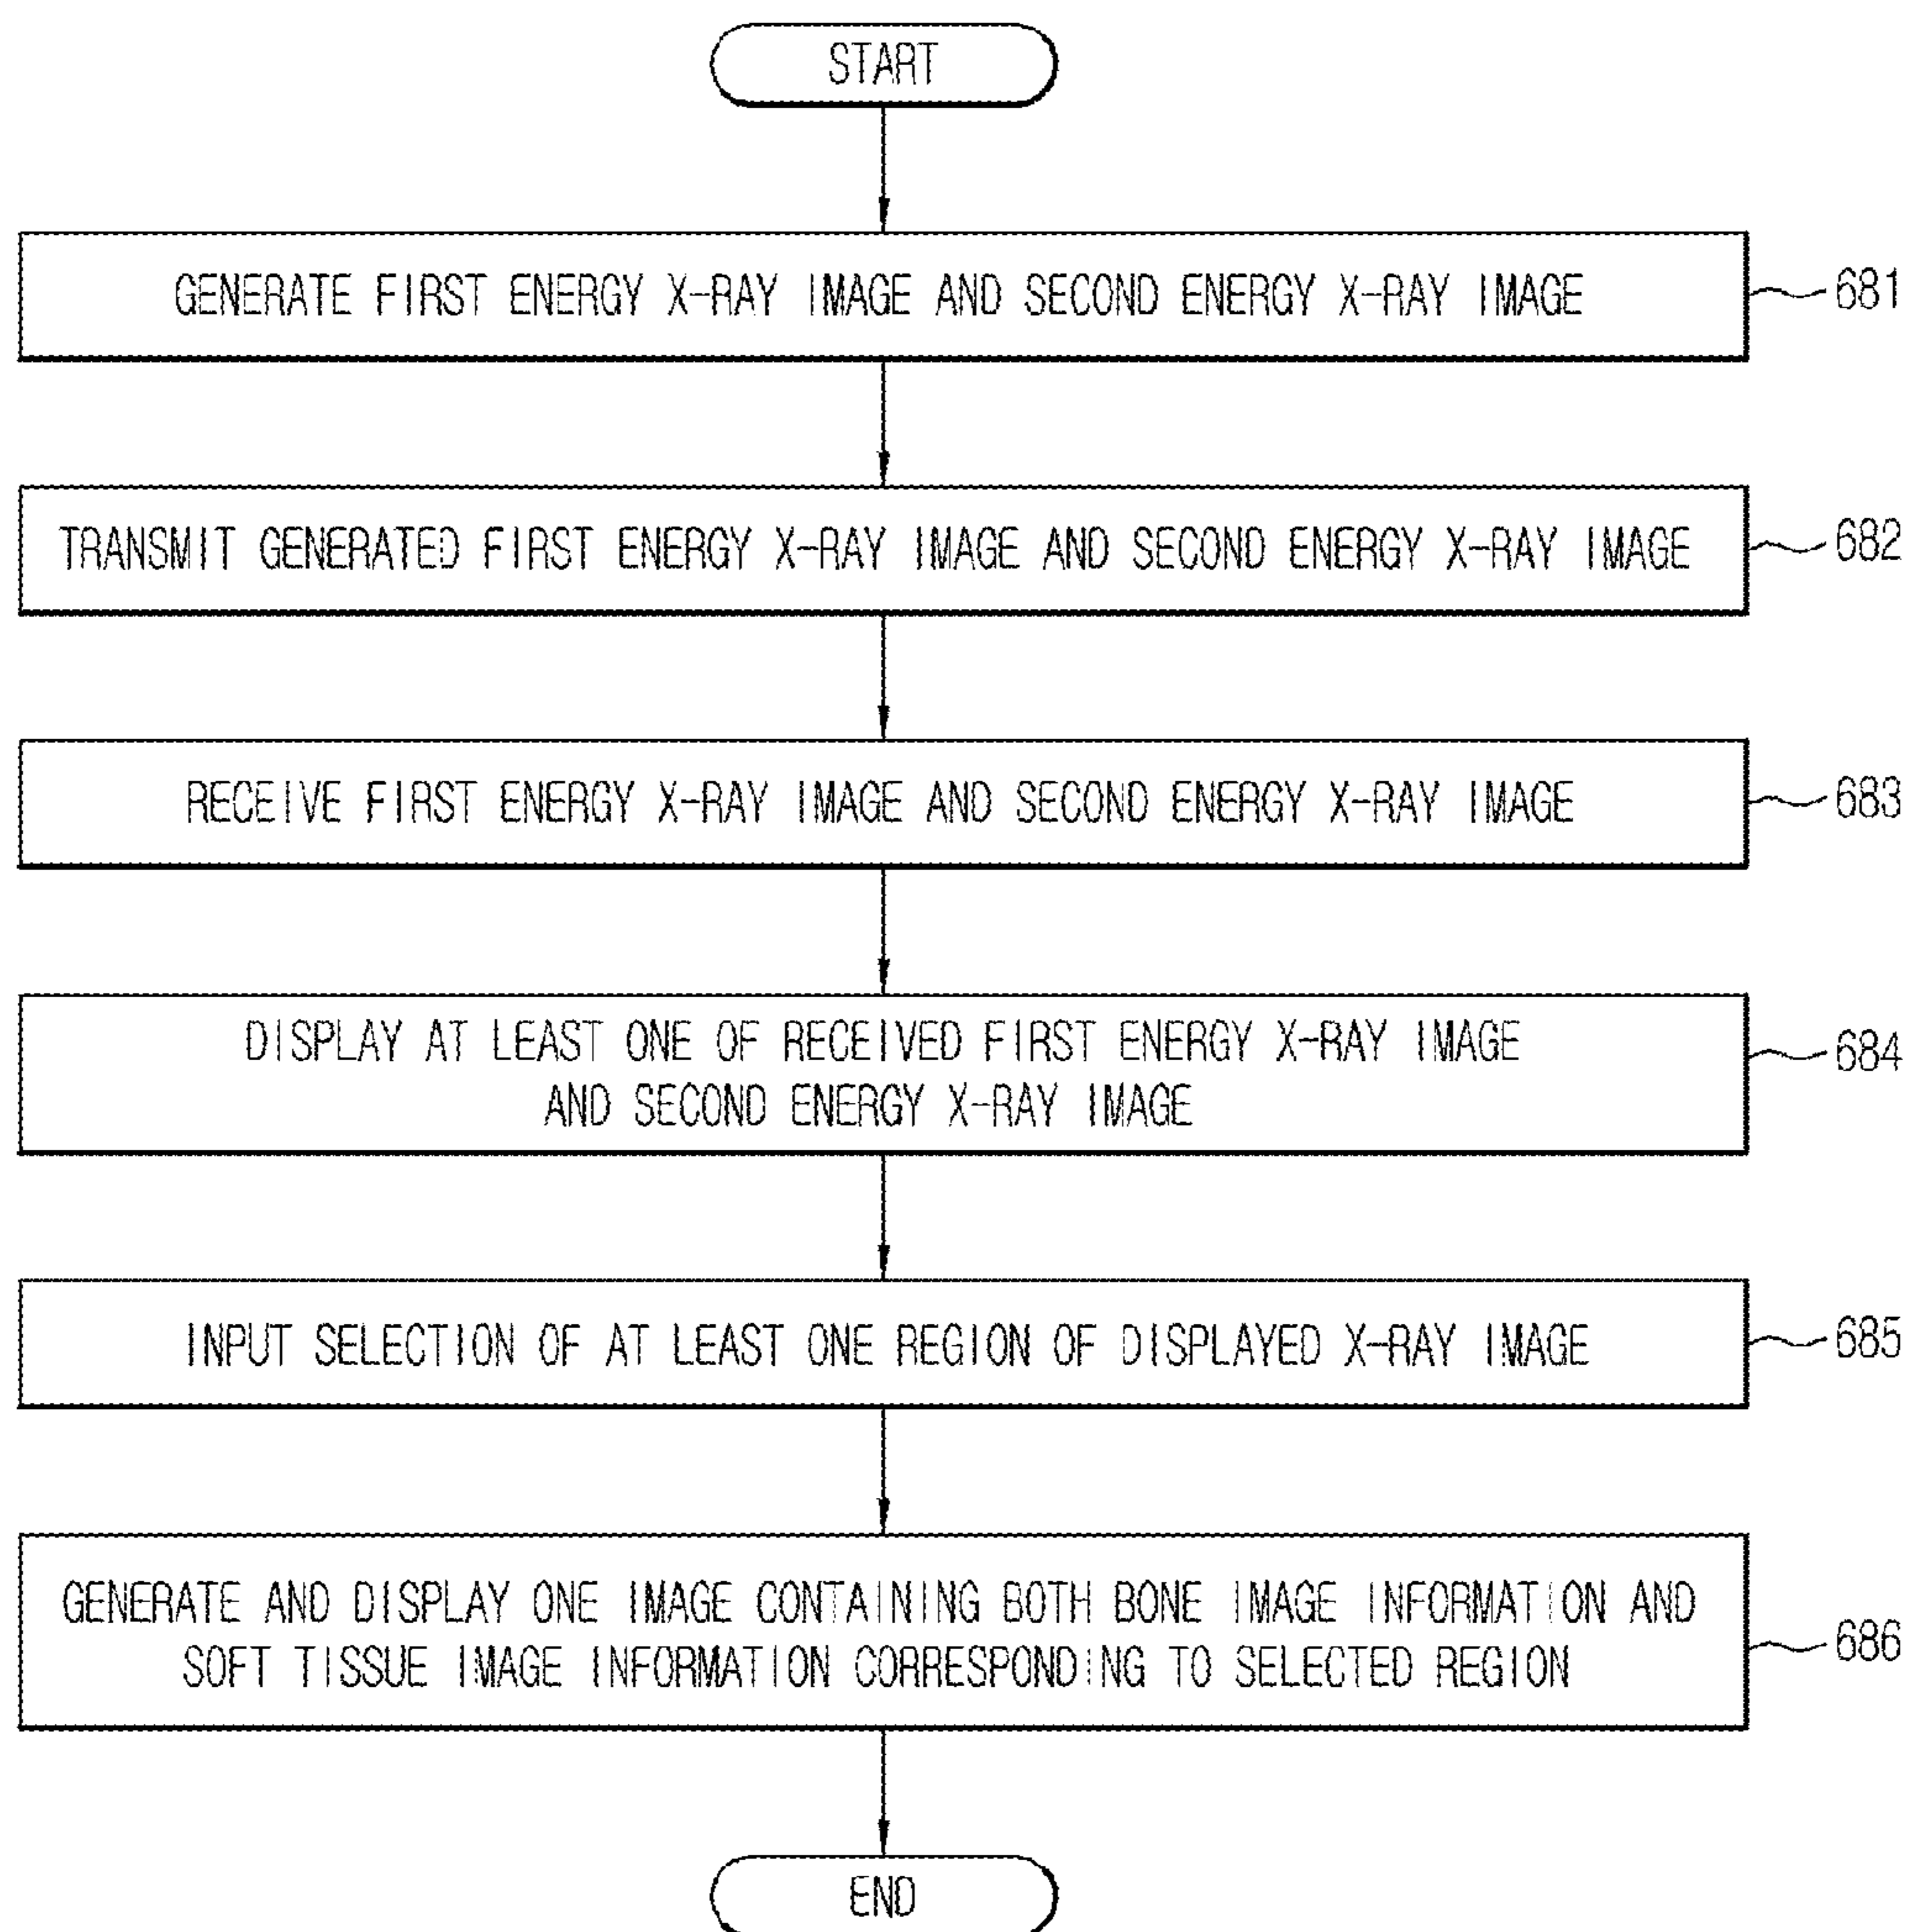 START
GENERATE FIRST ENERGY X-RAY IMAGE AND SECOND ENERGY X-RAY IMAGE
681
TRANSMIT GENERATED FIRST ENERGY X-RAY IMAGE AND SECOND ENERGY X-RAY IMAGE
682
RECEIVE FIRST ENERGY X-RAY IMAGE AND SECOND ENERGY X-RAY IMAGE
683
DISPLAY AT LEAST ONE OF RECEIVED FIRST ENERGY X-RAY IMAGE
AND SECOND ENERGY X-RAY IMAGE
684
INPUT SELECTION OF AT LEAST ONE REGION OF DISPLAYED X-RAY IMAGE
685
GENERATE AND DISPLAY ONE IMAGE CONTAINING BOTH BONE IMAGE INFORMATION AND
SOFT TISSUE IMAGE INFORMATION CORRESPONDING TO SELECTED REGION
686
END